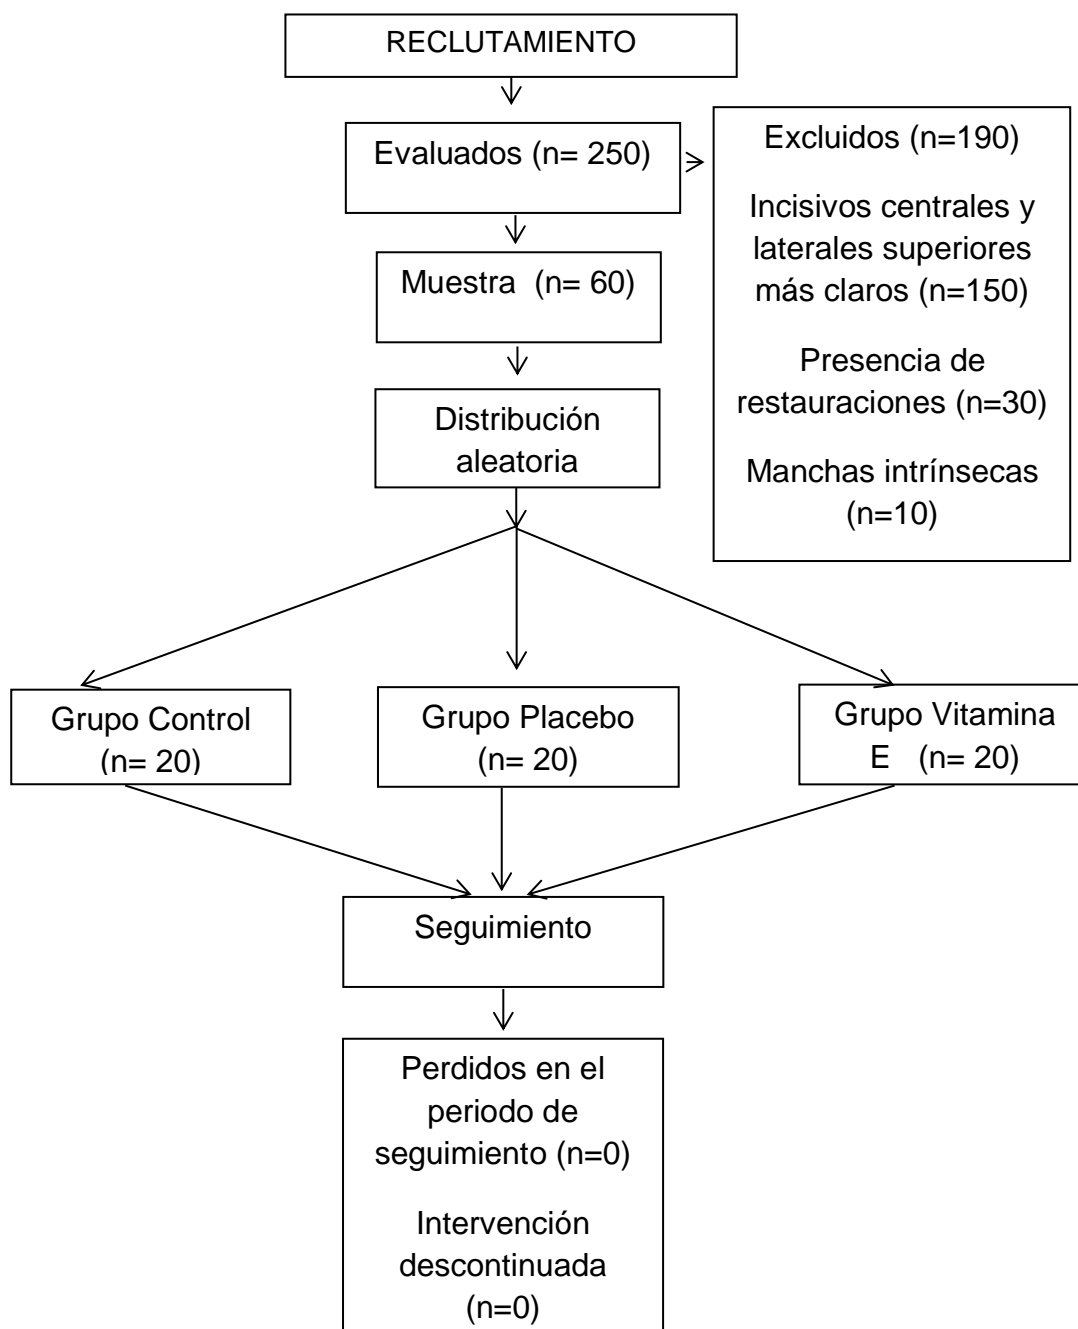 RECLUTAMIENTO
Evaluados (n= 250)
Excluidos (n=190)
Incisivos centrales y
laterales superiores
más claros (n=150)
Presencia de
restauraciones (n=30)
Manchas intrínsecas
(n=10)
Muestra (n= 60)
Distribución
aleatoria
Grupo Control
(n= 20)
Grupo Placebo
(n= 20)
Grupo Vitamina
E (n= 20)
Seguimiento
Perdidos en el
periodo de
seguimiento (n=0)
Intervención
descontinuada
(n=0)